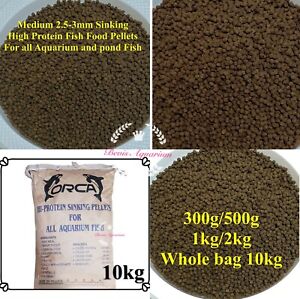 Medium 2.5-3mm Sinking
High Protein Fish Food Pellets
For all Aquarium and pond Fish
Benis Aquarium
ORCA
HI-PROTEIN SINKING PELLETS
FOR
ALL AQUARIUM FISH
10kg
300g/500g
1kg/2kg
Whole bag 10kg